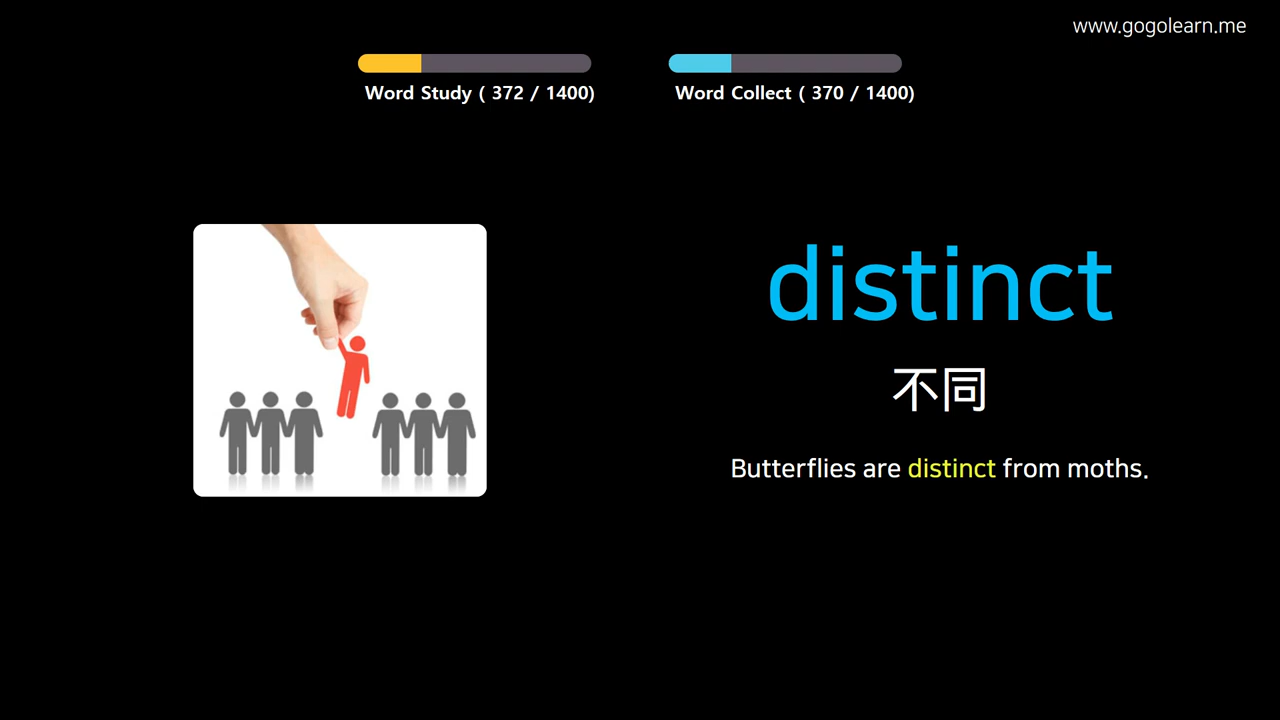 www.gogolearn.me
Word Study ( 372 / 1400)
Word Collect ( 370 / 1400)
distinct
不同
Butterflies are distinct from moths.